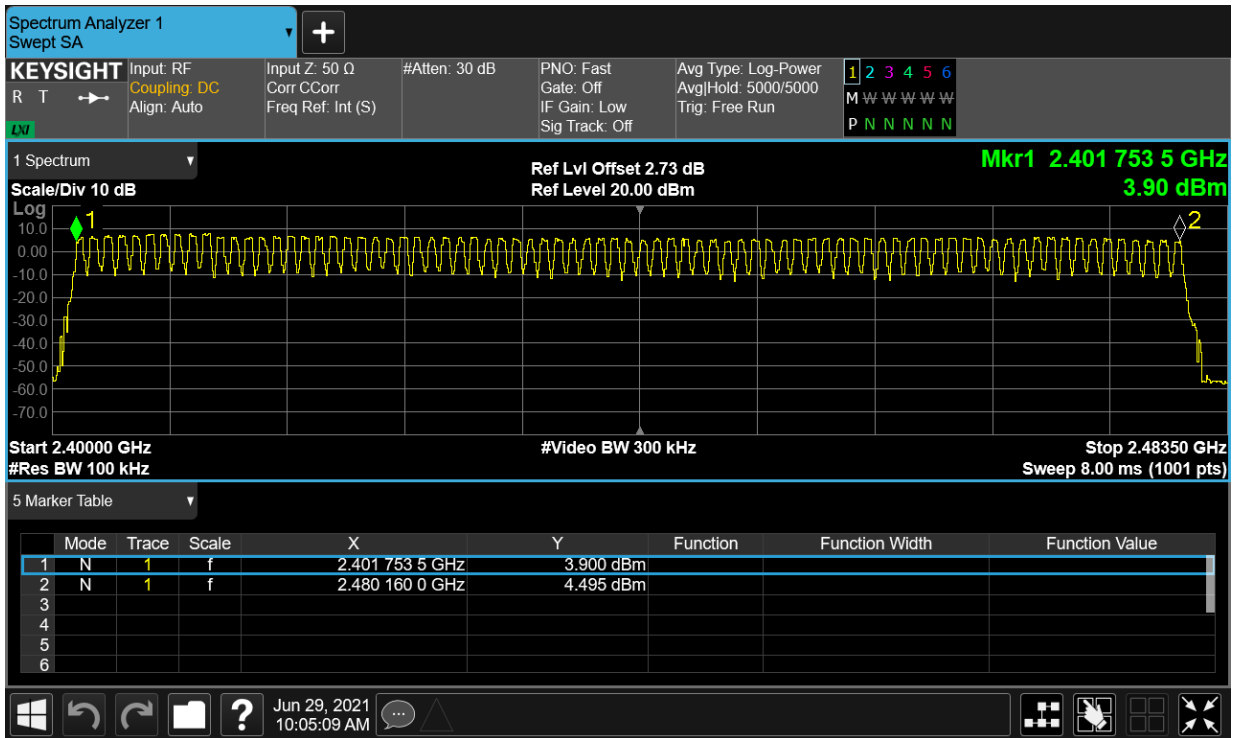 Spectrum Analyzer 1
Swept SA
+
KEYSIGHT
R T
LXI
Input: RF
Coupling: DC
Align: Auto
Input Z: 50 Ω
Corr CCorr
Freq Ref: Int (S)
#Atten: 30 dB
PNO: Fast
Gate: Off
IF Gain: Low
Sig Track: Off
Avg Type: Log-Power
Avg|Hold: 5000/5000
Trig: Free Run
1 2 3 4 5 6
M W W W W W
P N N N N N
1 Spectrum
Scale/Div 10 dB
Ref Lvl Offset 2.73 dB
Ref Level 20.00 dBm
Mkr1 2.401 753 5 GHz
3.90 dBm
Log
1
2
10.0
0.00
-10.0
-20.0
-30.0
-40.0
-50.0
-60.0
-70.0
Start 2.40000 GHz
#Res BW 100 kHz
#Video BW 300 kHz
Stop 2.48350 GHz
Sweep 8.00 ms (1001 pts)
5 Marker Table
Mode Trace Scale X Y Function Function Width Function Value
1 N 1 f 2.401 753 5 GHz 3.900 dBm
2 N 1 f 2.480 160 0 GHz 4.495 dBm
3
4
5
6
?
Jun 29, 2021
10:05:09 AM